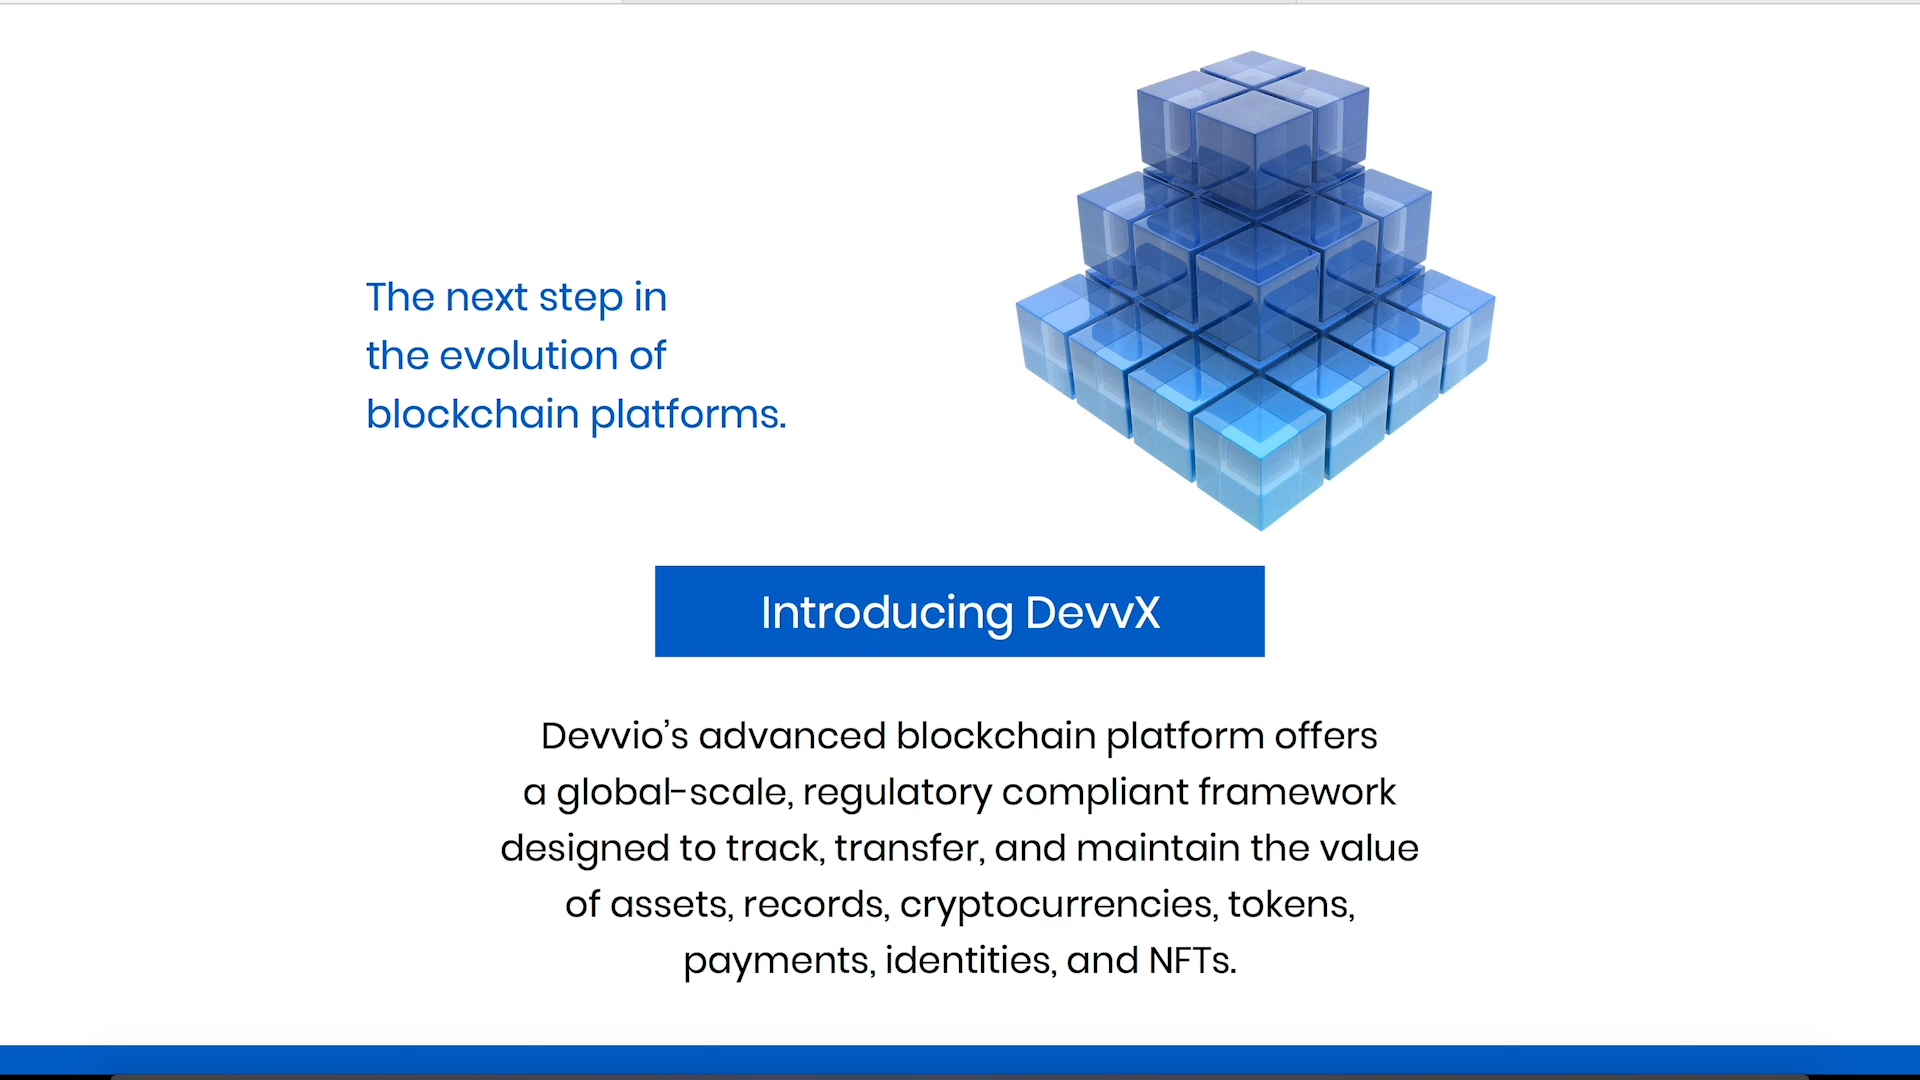 The next step in
the evolution of
blockchain platforms.
Introducing DevvX
Devvio’s advanced blockchain platform offers
a global-scale, regulatory compliant framework
designed to track, transfer, and maintain the value
of assets, records, cryptocurrencies, tokens,
payments, identities, and NFTs.